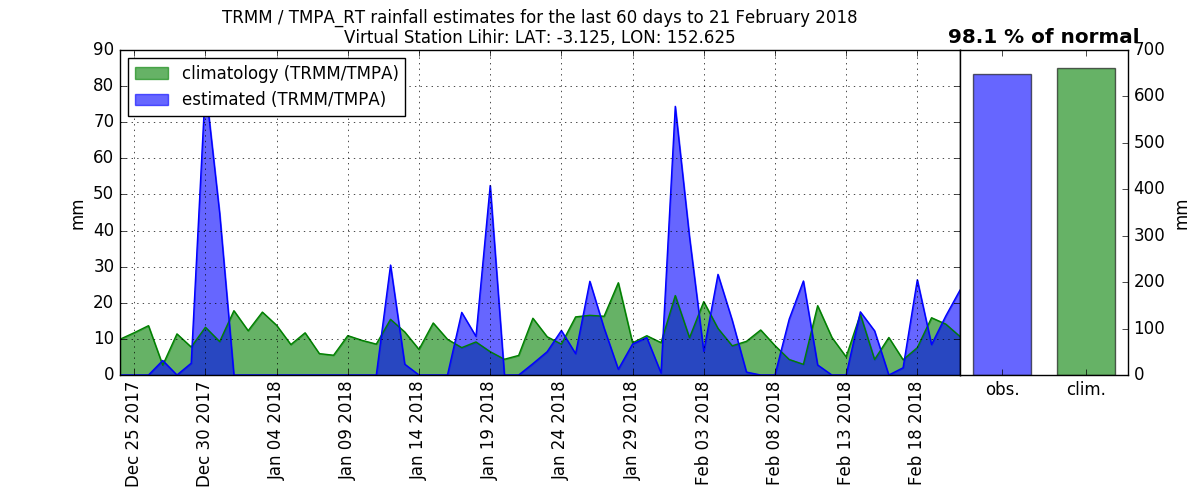 TRMM / TMPA_RT rainfall estimates for the last 60 days to 21 February 2018
Virtual Station Lihir: LAT: -3.125, LON: 152.625
98.1 % of normal
climatology (TRMM/TMPA)
estimated (TRMM/TMPA)
mm
90
80
70
60
50
40
30
20
10
0
Dec 25 2017
Dec 30 2017
Jan 04 2018
Jan 09 2018
Jan 14 2018
Jan 19 2018
Jan 24 2018
Jan 29 2018
Feb 03 2018
Feb 08 2018
Feb 13 2018
Feb 18 2018
obs.
clim.
700
600
500
400
300
200
100
0
mm